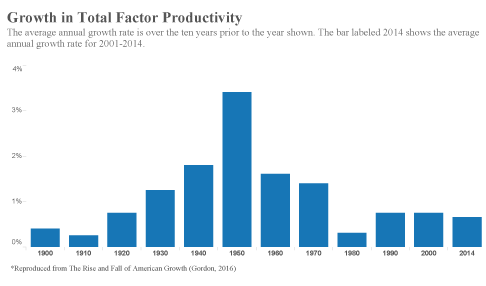 Growth in Total Factor Productivity
The average annual growth rate is over the ten years prior to the year shown. The bar labeled 2014 shows the average
annual growth rate for 2001-2014.
4%
3%
2%
1%
0%
1900 1910 1920 1930 1940 1950 1960 1970 1980 1990 2000 2014
*Reproduced from The Rise and Fall of American Growth (Gordon, 2016)